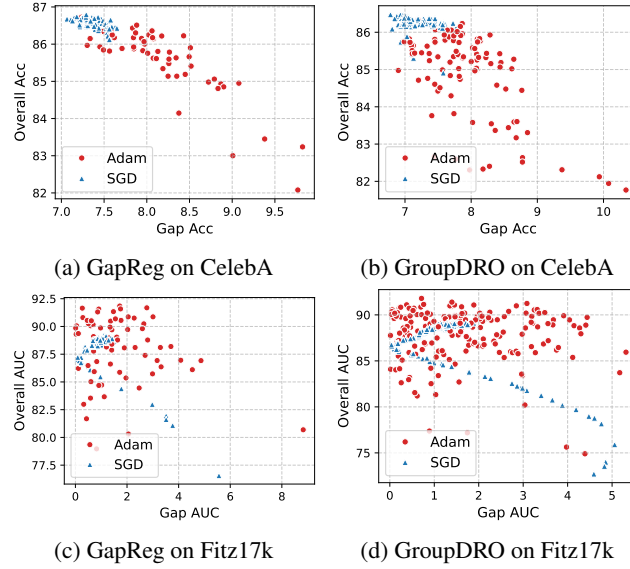 87
86
85
84
83
82
Overall Acc
7.0 7.5 8.0 8.5 9.0 9.5
Gap Acc
Adam
SGD
(a) GapReg on CelebA
86
85
84
83
82
Overall Acc
7 8 9 10
Gap Acc
Adam
SGD
(b) GroupDRO on CelebA
92.5
90.0
87.5
85.0
82.5
80.0
77.5
Overall AUC
0 2 4 6 8
Gap AUC
Adam
SGD
(c) GapReg on Fitz17k
90
85
80
75
Overall AUC
0 1 2 3 4 5
Gap AUC
Adam
SGD
(d) GroupDRO on Fitz17k